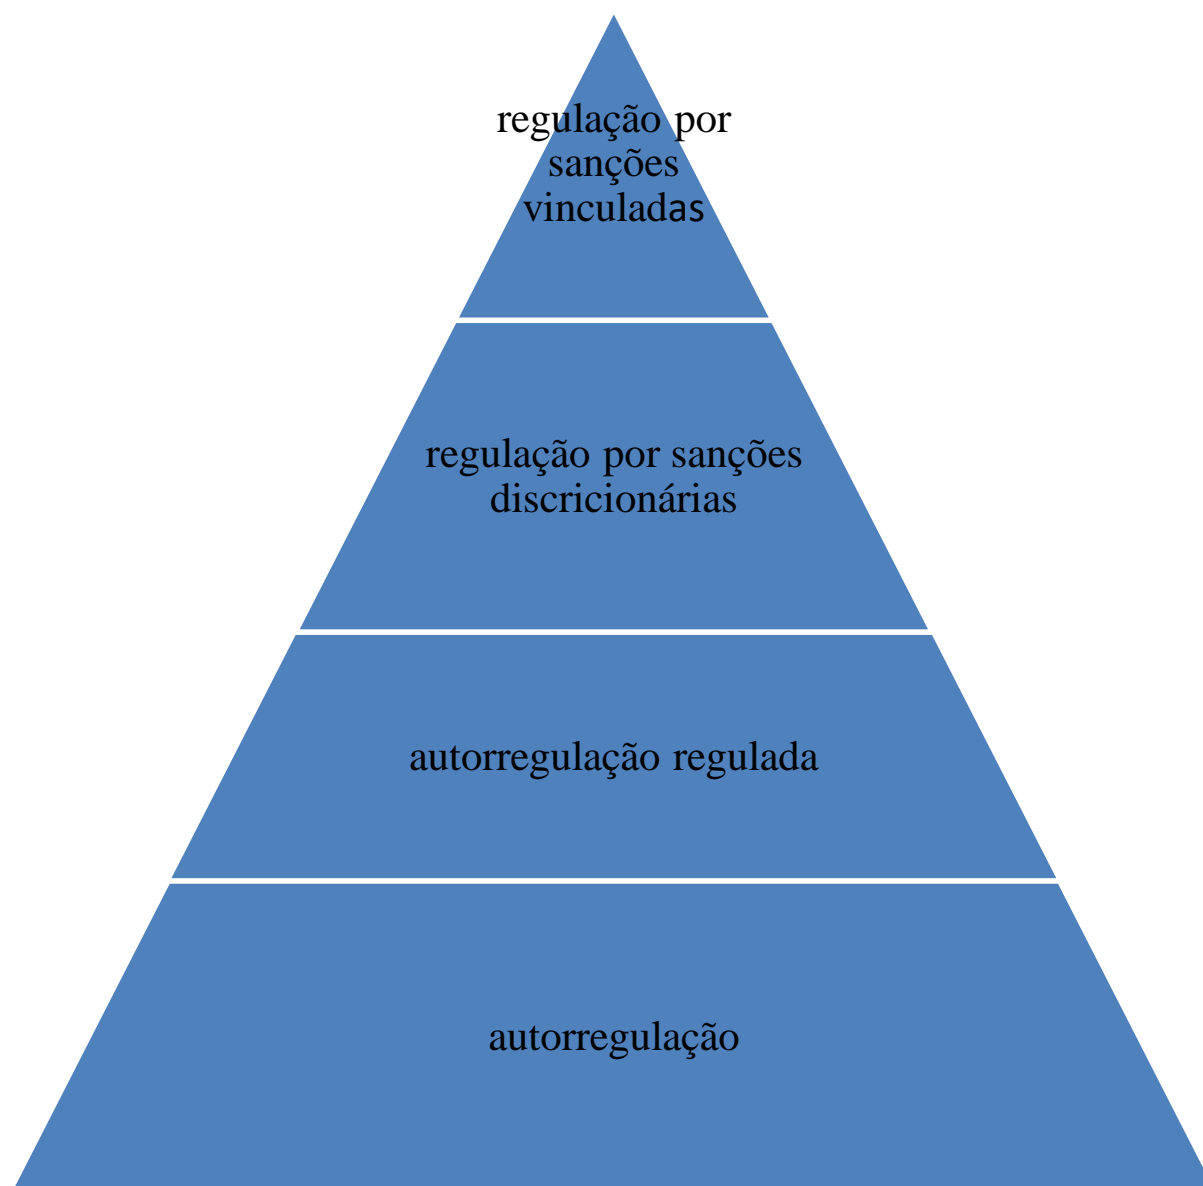 regulação por
sanções
vinculadas
regulação por sanções
discricionárias
autorregulação regulada
autorregulação